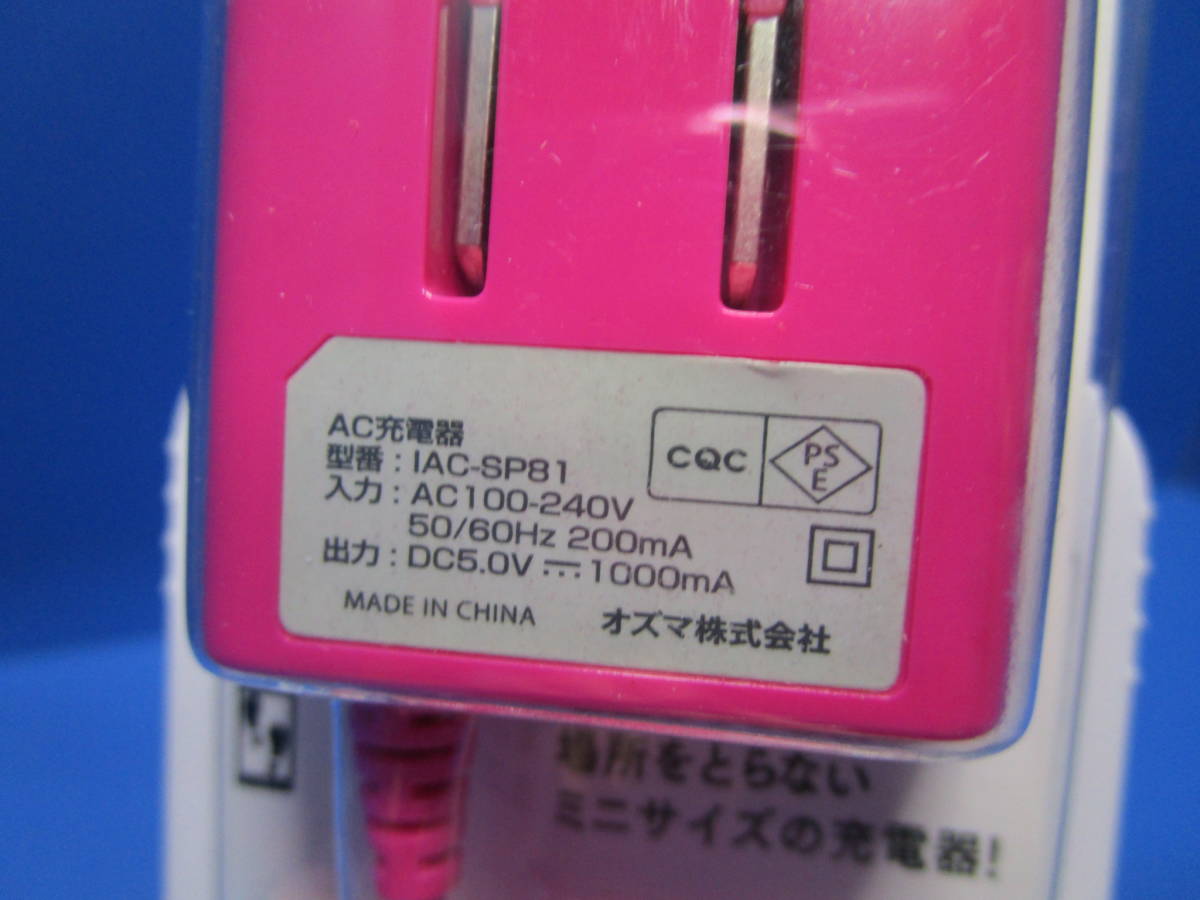 AC充電器
型番：IAC-SP81
入力：AC100-240V
50/60Hz 200mA
出力：DC5.0V ⎓ 1000mA
MADE IN CHINA
オズマ株式会社
CQC
PSE
場所をとらない
ミニサイズの充電器!